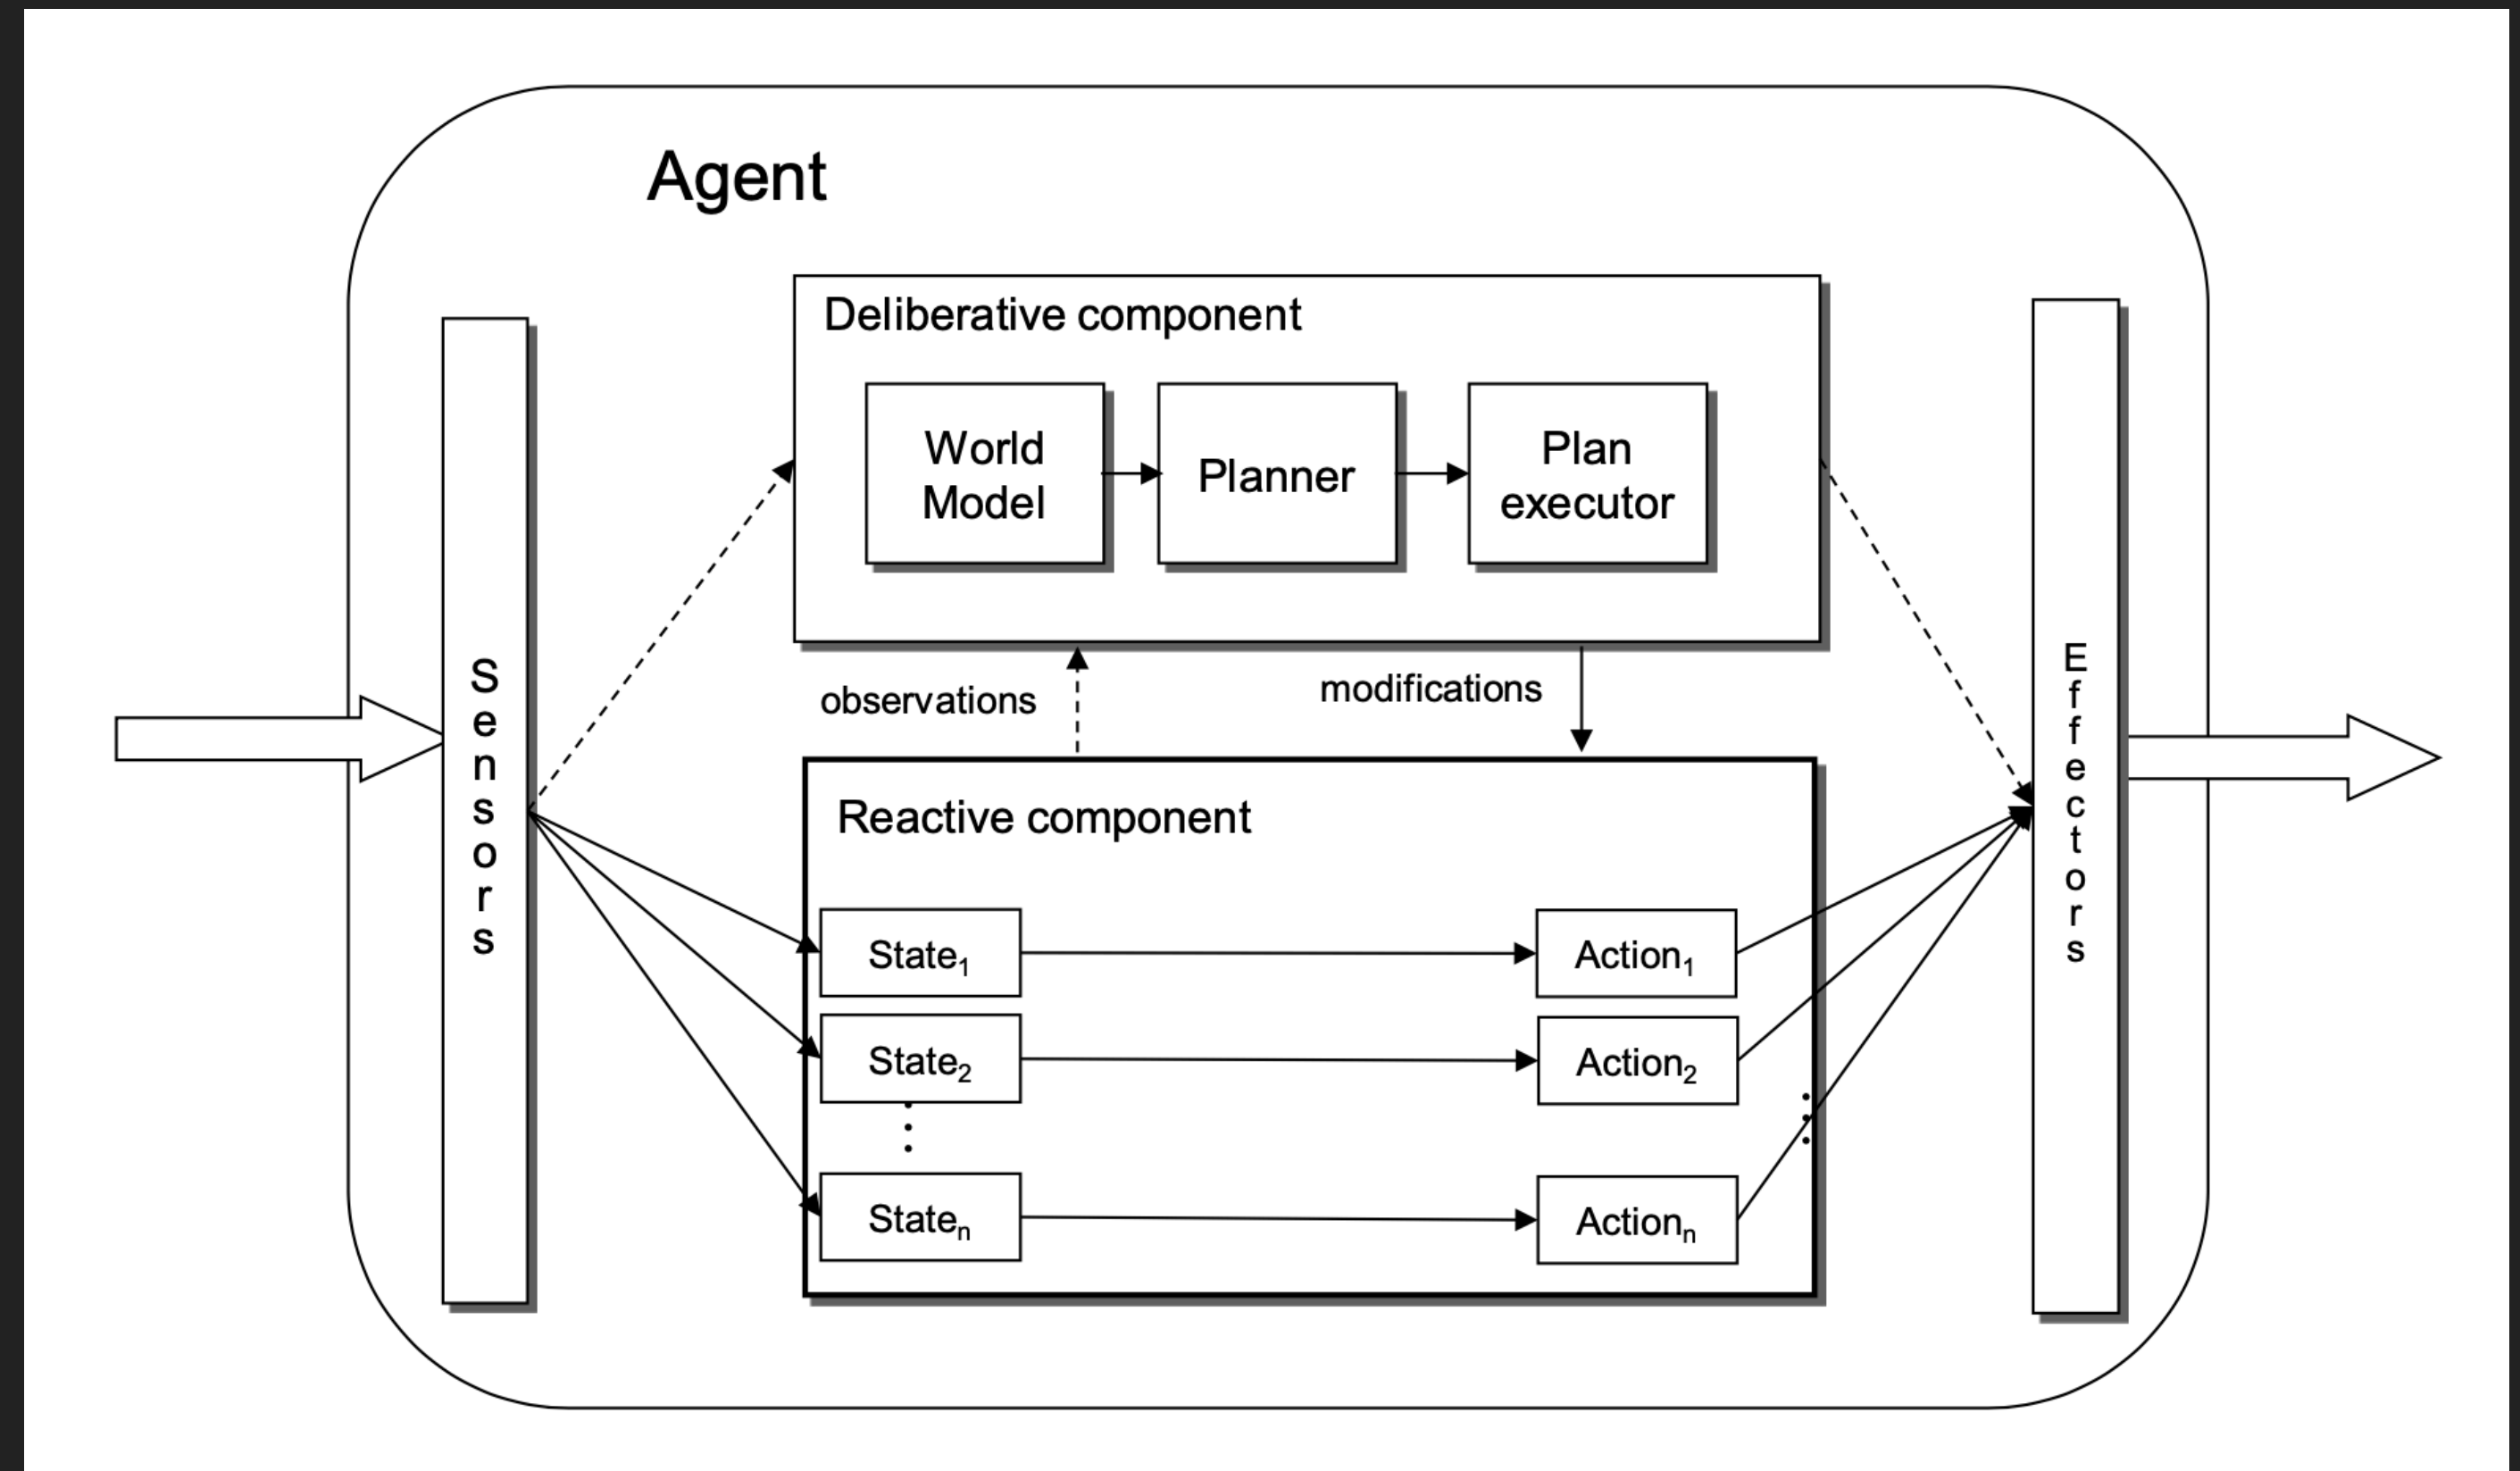 Agent
Deliberative component
World
Model
Planner
Plan
executor
Sensors
observations
modifications
Effectors
Reactive component
State1
Action1
State2
Action2
Staten
Actionn